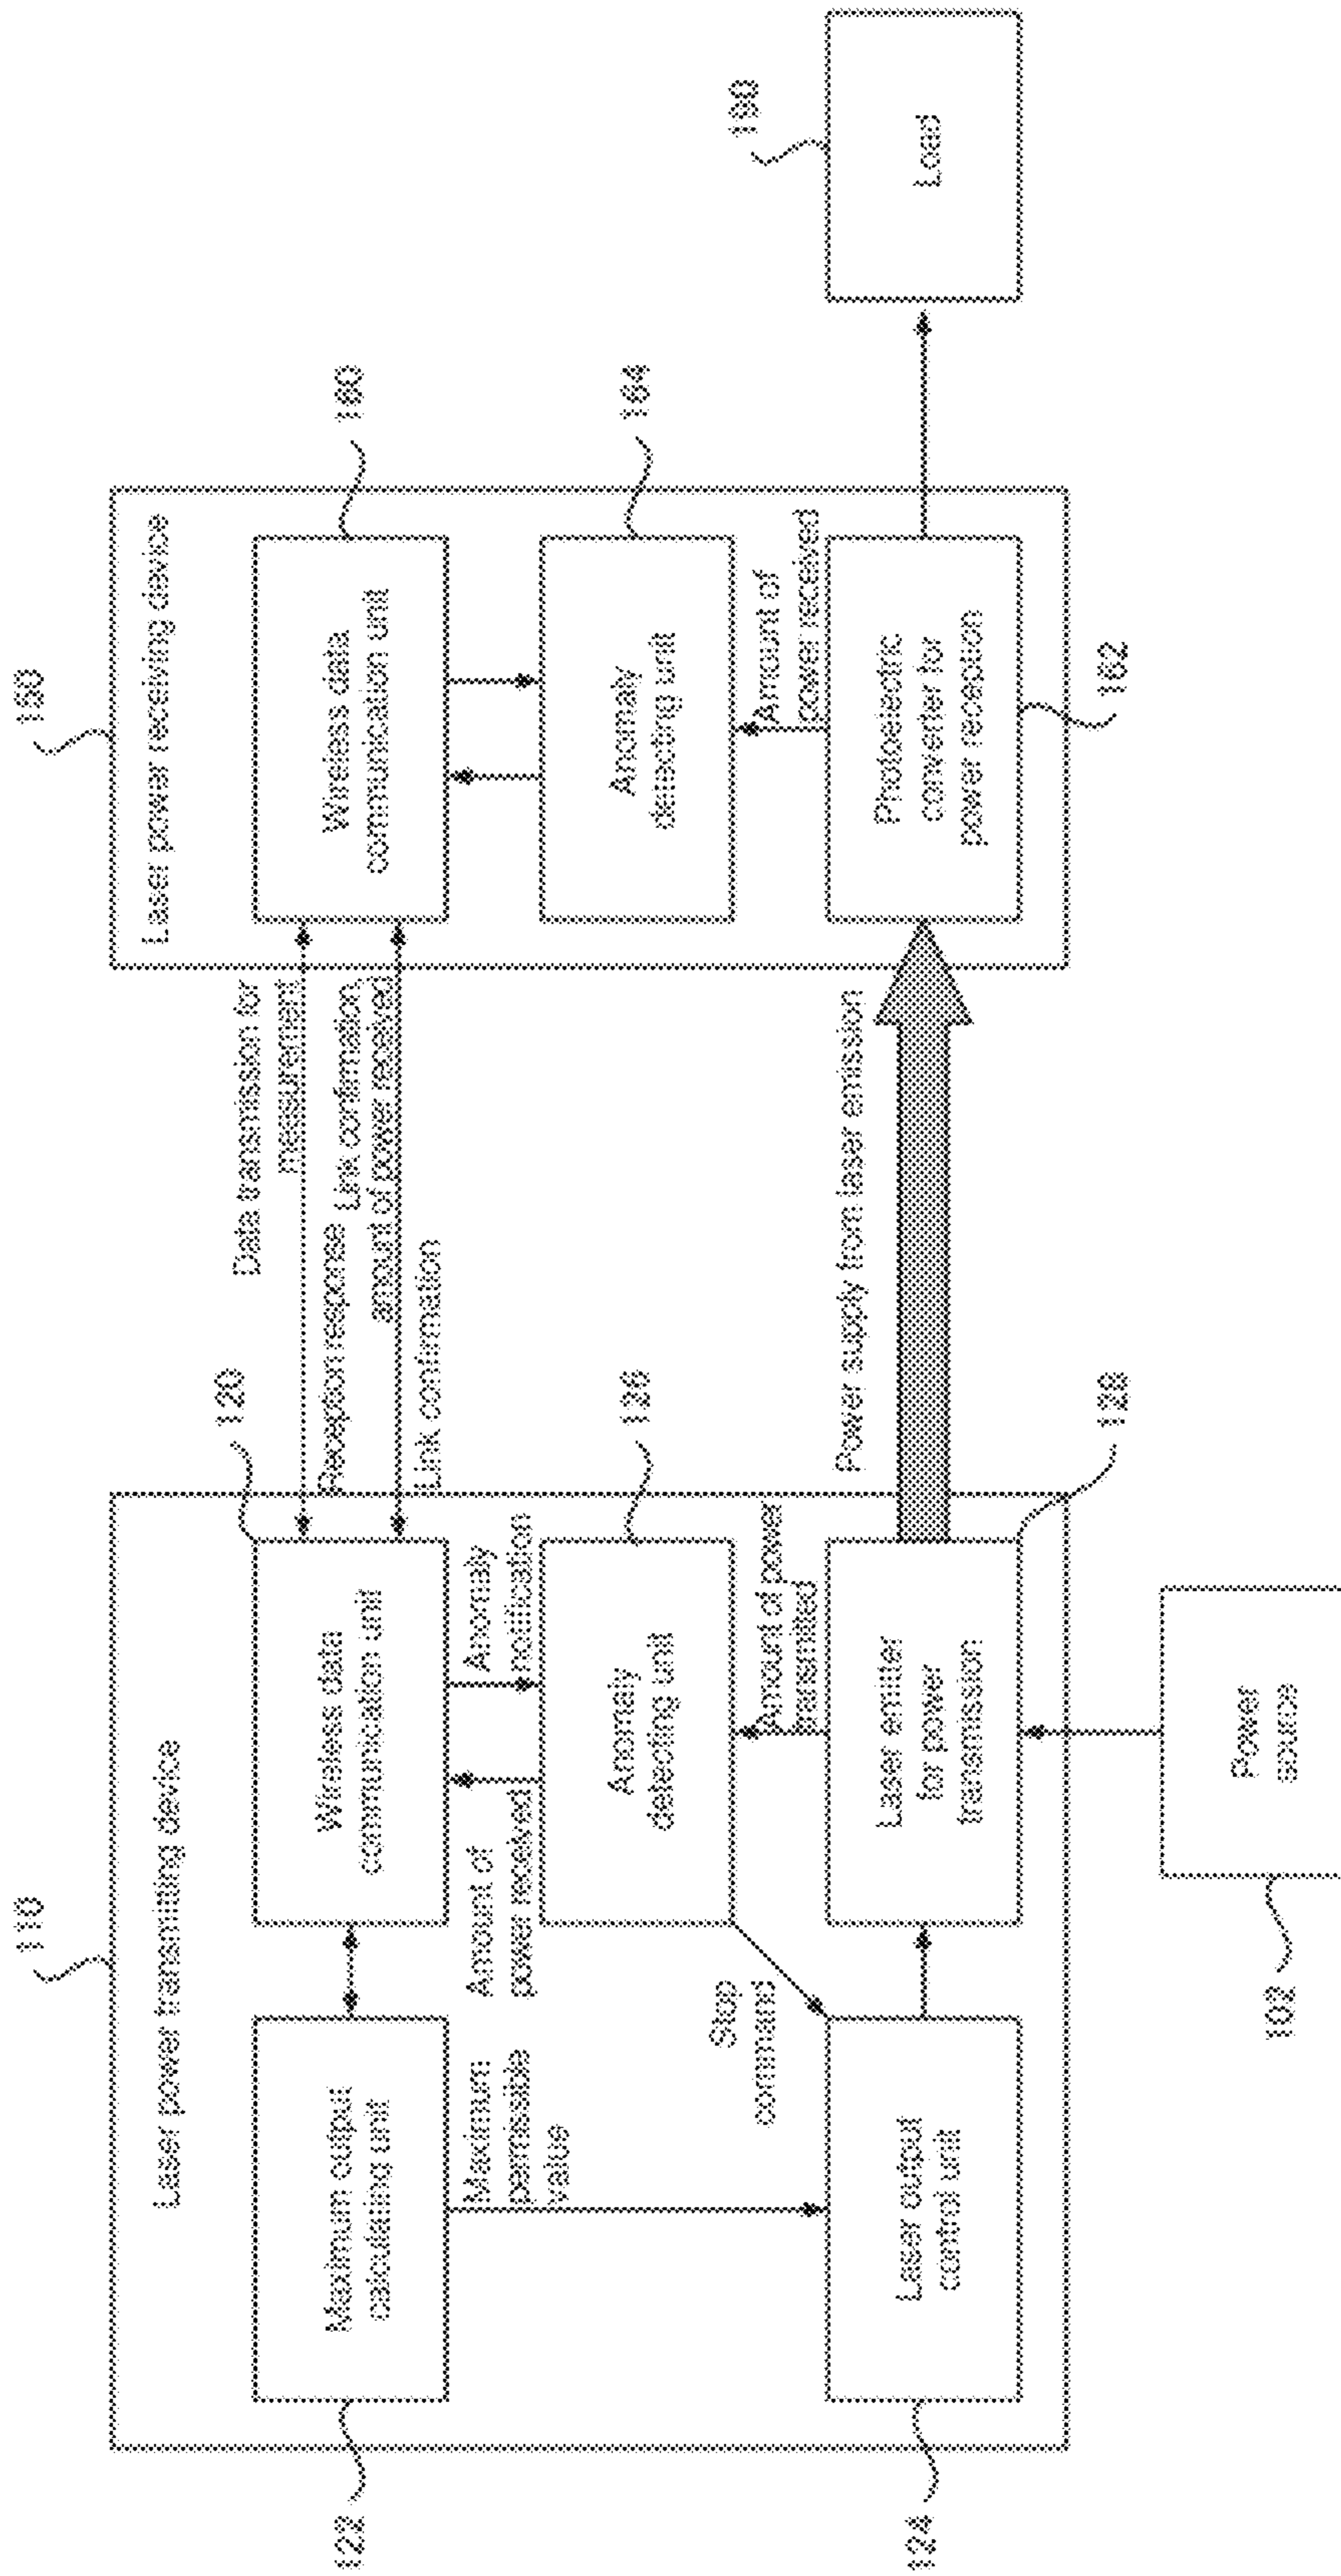 110
Laser power transmitting device
122
Maximum output
calculating unit
120
Wireless data
communication unit
Maximum
permissible
value
Amount of
power received
Anomaly
notification
126
Anomaly
detecting unit
Stop
command
Amount of power
transmitted
124
Laser output
control unit
Laser emitter
for power
transmission
128
102
Power
source
Data transmission for
measurement
Reception response
Link confirmation,
amount of power received
Link confirmation
Power supply from laser emission
Laser power receiving device
Wireless data
communication unit
160
Anomaly
detecting unit
164
Amount of
power received
Photoelectric
converter for
power reception
162
190
Load